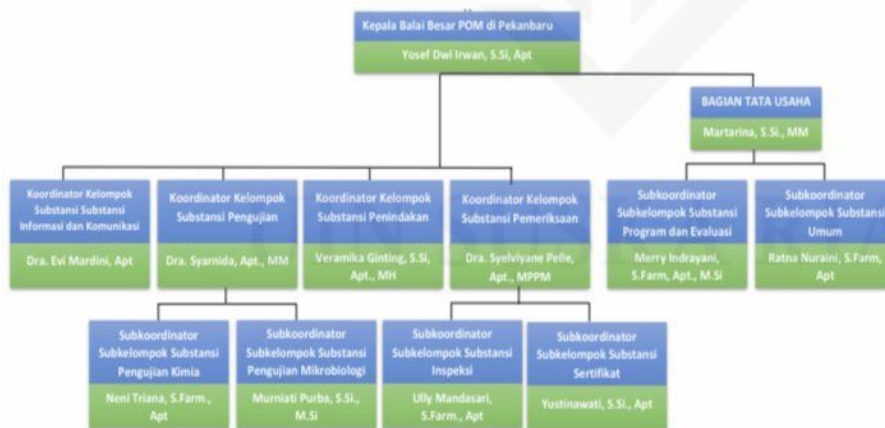 Kepala Balai Besar POM di Pekanbaru
Yosef Dwi Irwan, S.Si, Apt
BAGIAN TATA USAHA
Martarina, S.Si., MM
Koordinator Kelompok
Substansi Substansi
Informasi dan Komunikasi
Dra. Evi Mardini, Apt
Koordinator Kelompok
Substansi Pengujian
Dra. Syarnida, Apt., MM
Koordinator Kelompok
Substansi Penindakan
Veramika Ginting, S.Si,
Apt., MH
Koordinator Kelompok
Substansi Pemeriksaan
Dra. Syelviyane Pelle,
Apt., MPPM
Subkoordinator
Subkelompok Substansi
Program dan Evaluasi
Merry Indrayani,
S.Farm, Apt., M.Si
Subkoordinator
Subkelompok Substansi
Umum
Ratna Nuraini, S.Farm,
Apt
Subkoordinator
Subkelompok Substansi
Pengujian Kimia
Neni Triana, S.Farm.,
Apt
Subkoordinator
Subkelompok Substansi
Pengujian Mikrobiologi
Murniati Purba, S.Si.,
M.Si
Subkoordinator
Subkelompok Substansi
Inspeksi
Ully Mandasari,
S.Farm., Apt
Subkoordinator
Subkelompok Substansi
Sertifikat
Yustinawati, S.Si., Apt